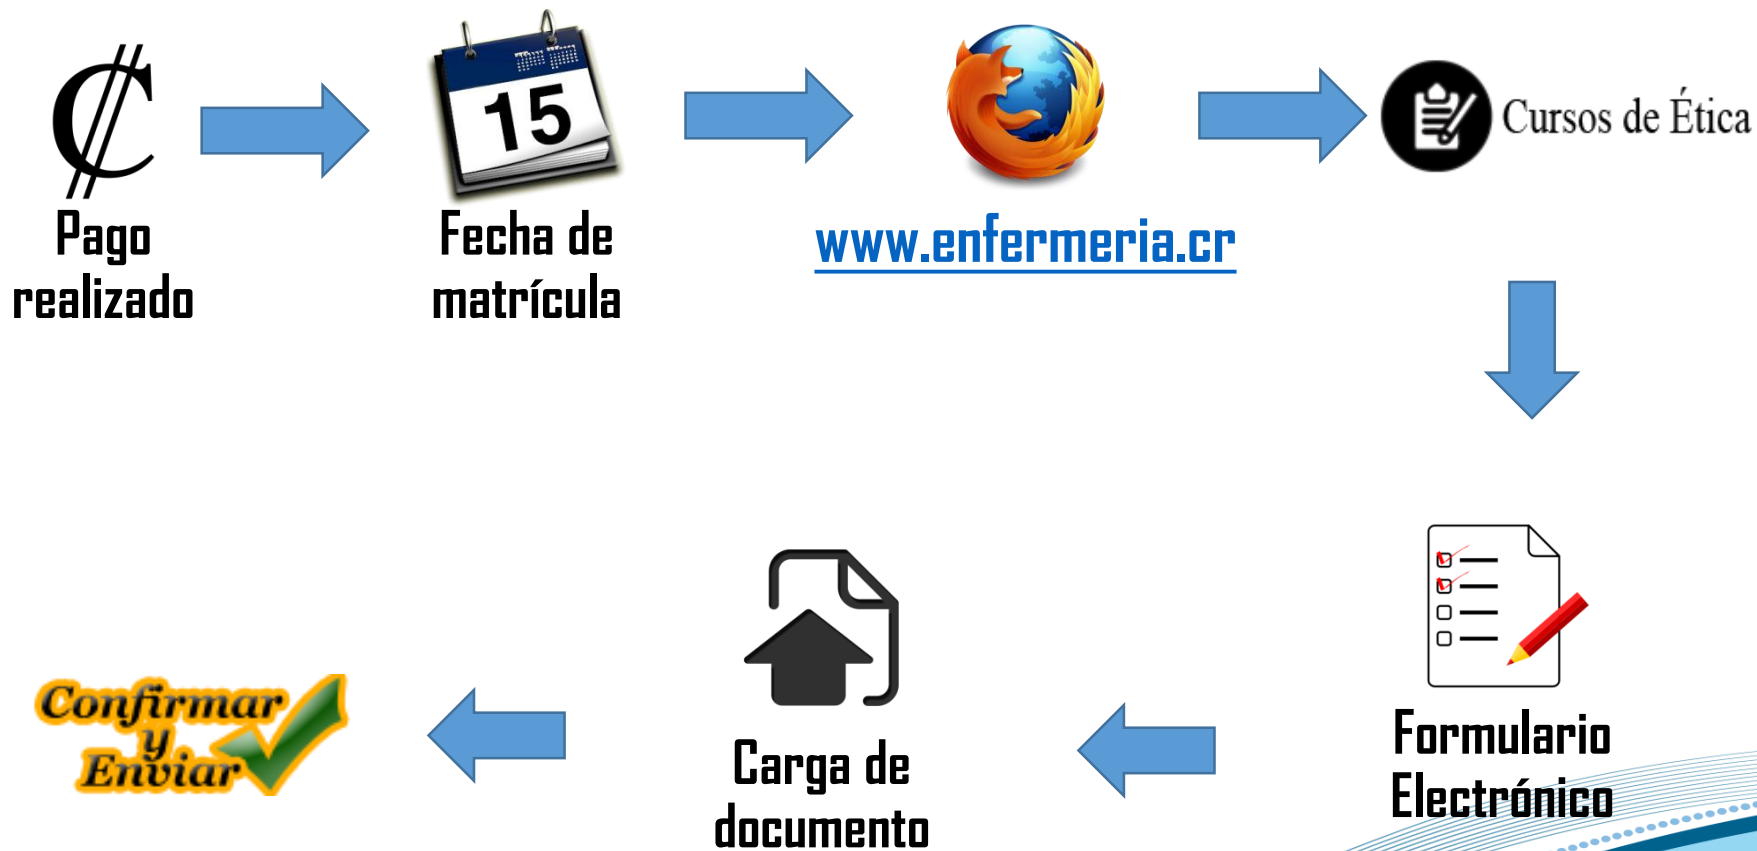 ₡
Pago
realizado
15
Fecha de
matrícula
www.enfermeria.cr
Cursos de Ética
Formulario
Electrónico
Carga de
documento
Confirmar
y
Enviar